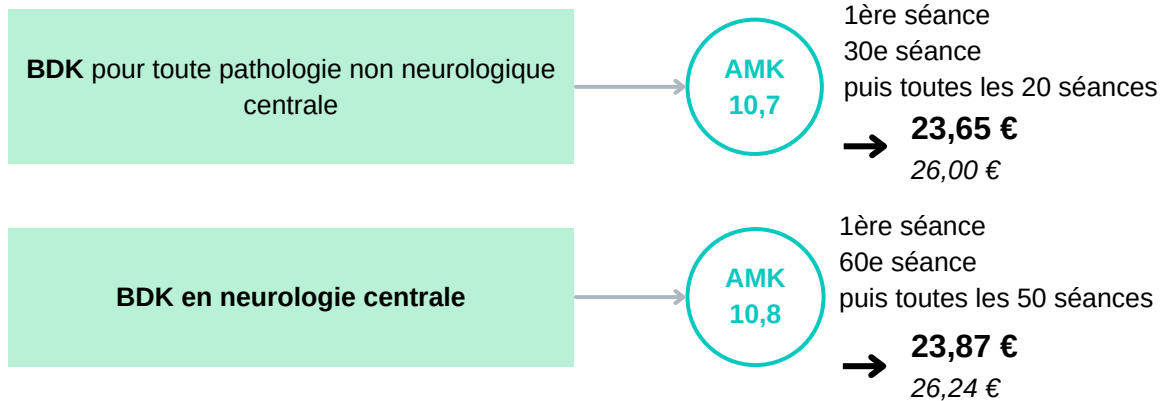 BDK pour toute pathologie non neurologique
centrale
AMK
10,7
1ère séance
30e séance
puis toutes les 20 séances
23,65 €
26,00 €
BDK en neurologie centrale
AMK
10,8
1ère séance
60e séance
puis toutes les 50 séances
23,87 €
26,24 €